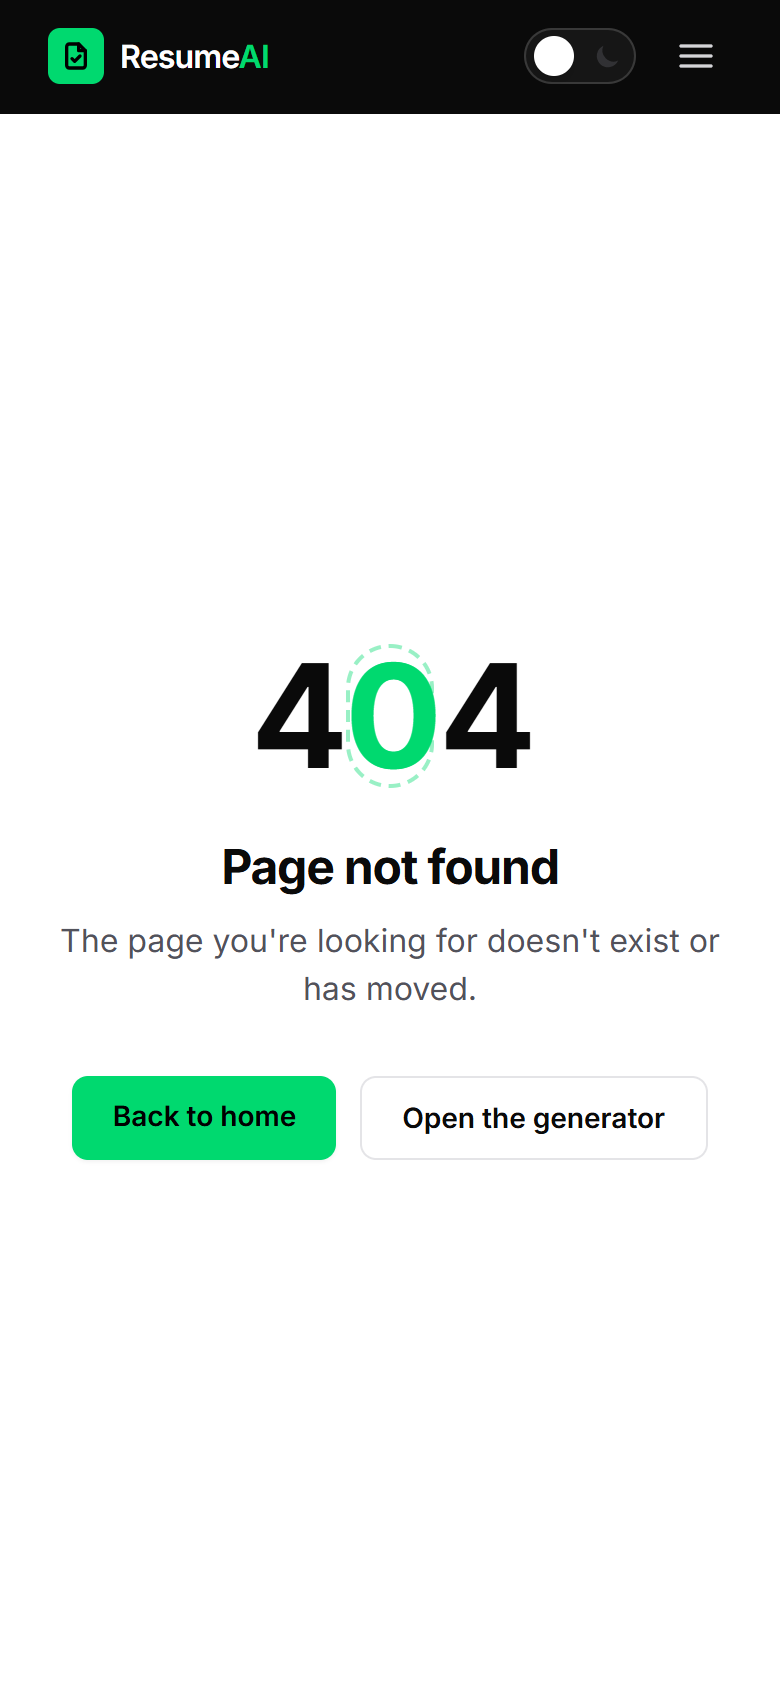 ResumeAI
404
Page not found
The page you're looking for doesn't exist or
has moved.
Back to home
Open the generator